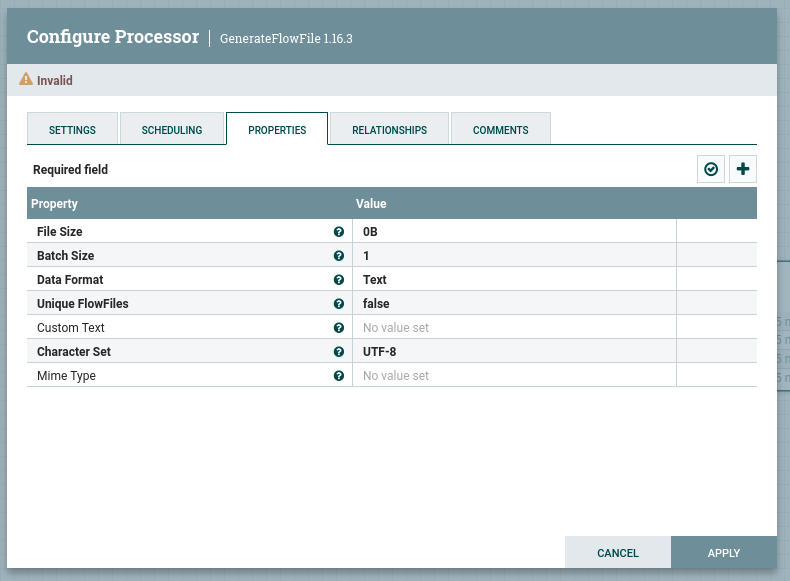 Configure Processor | GenerateFlowFile 1.16.3
Invalid
SETTINGS SCHEDULING PROPERTIES RELATIONSHIPS COMMENTS
Required field
Property Value
File Size 0B
Batch Size 1
Data Format Text
Unique FlowFiles false
Custom Text No value set
Character Set UTF-8
Mime Type No value set
CANCEL APPLY